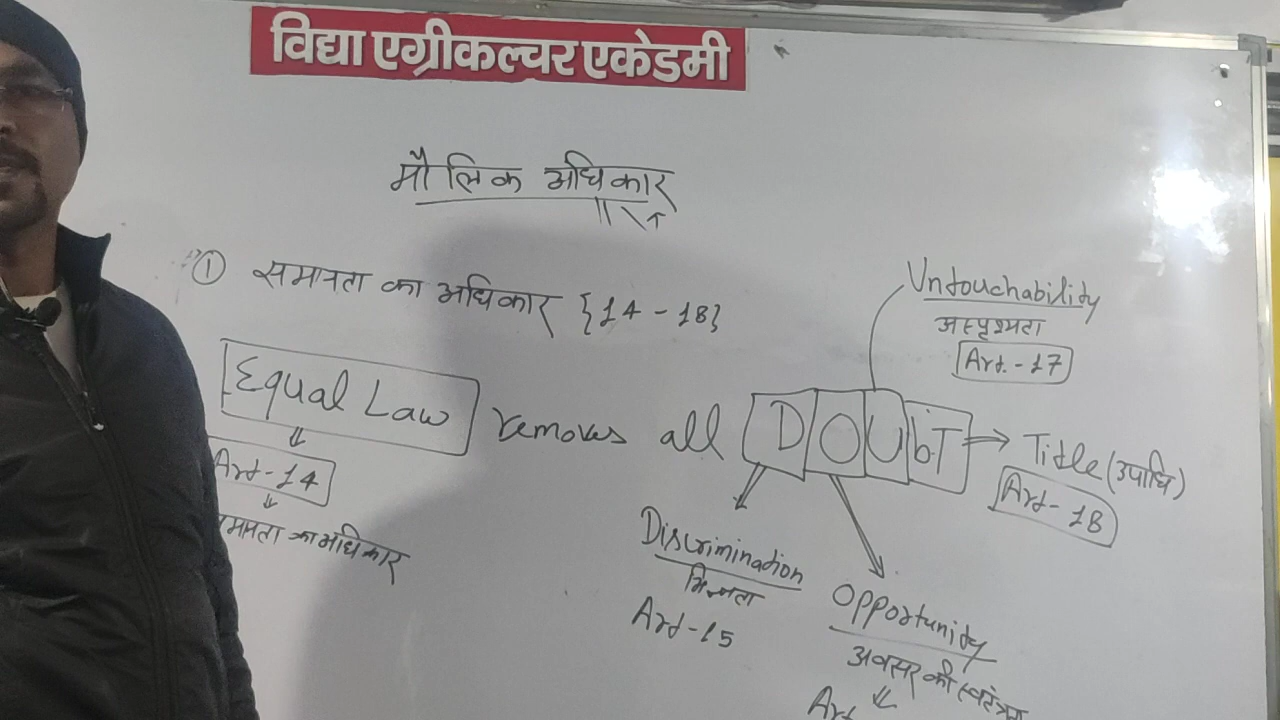 विद्या एग्रीकल्चर एकेडमी
मौलिक अधिकार
① समानता का अधिकार {14 - 18}
Untouchability
अस्पृश्यता
Art. - 17
Equal Law removes all DOUbT → Title (उपाधि)
Art - 14
Art - 18
समानता का अधिकार
Discrimination
भिन्नता
Art - 15
Opportunity
अवसर की स्वतंत्रता
Art